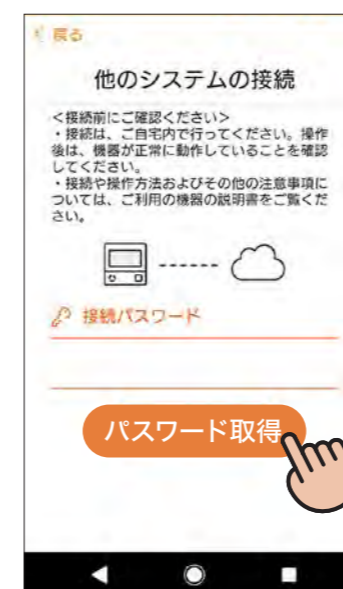 戻る
他のシステムの接続
<接続前にご確認ください>
・接続は、ご自宅内で行ってください。操作
後は、機器が正常に動作していることを確認
してください。
・接続や操作方法およびその他の注意事項に
ついては、ご利用の機器の説明書をご覧くだ
さい。
接続パスワード
パスワード取得